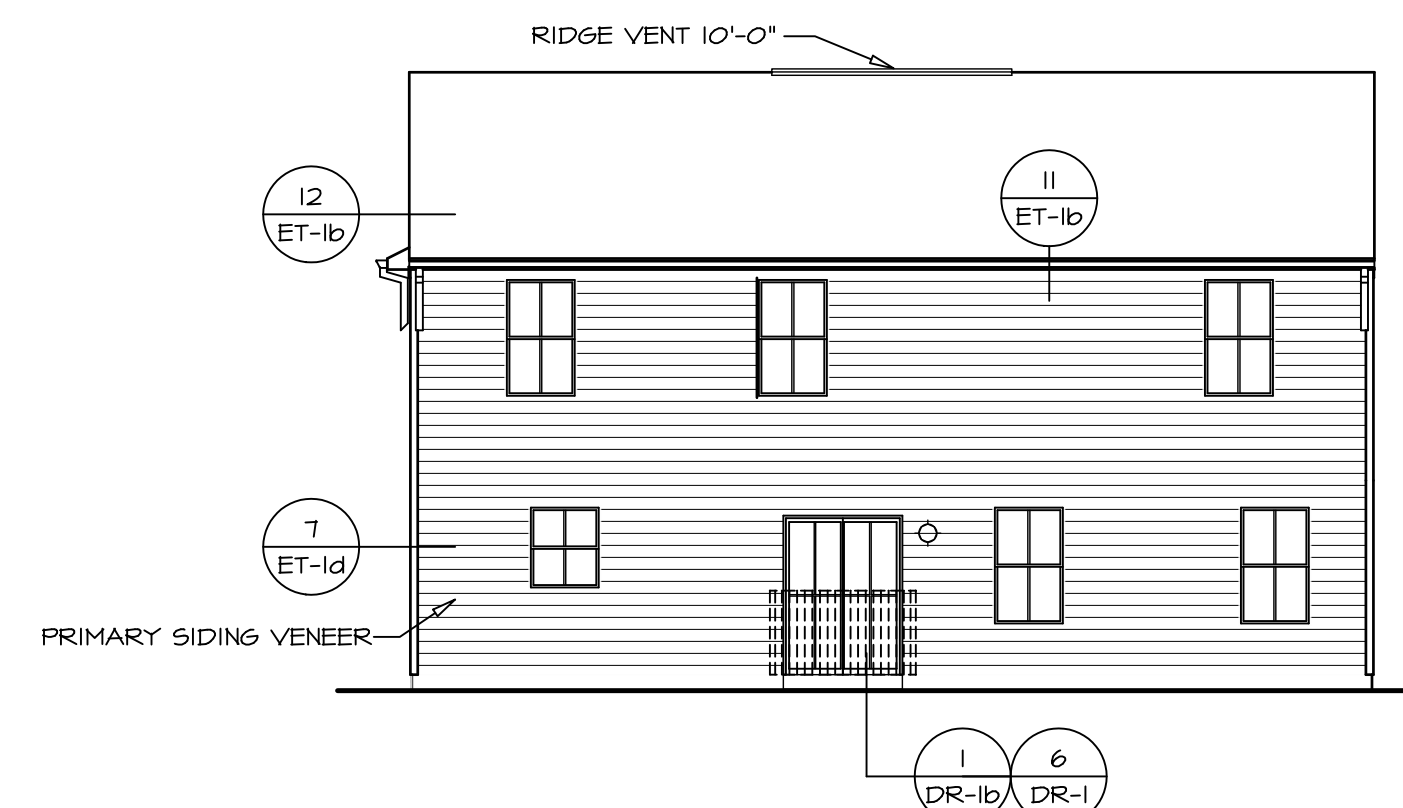 RIDGE VENT 10'-0"
12
ET-1b
11
ET-1b
7
ET-1d
PRIMARY SIDING VENEER
1
DR-1b
6
DR-1